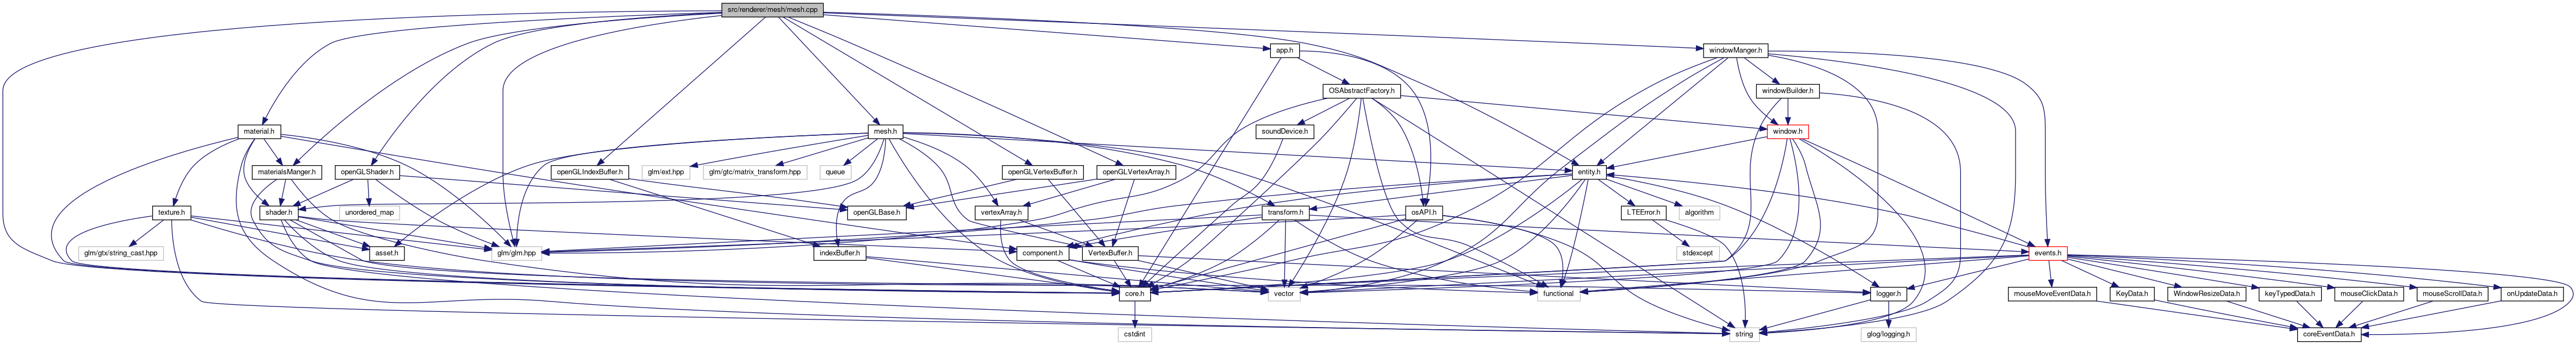 src/renderer/mesh/mesh.cpp
app.h
windowManger.h
OSAbstractFactory.h
windowBuilder.h
material.h
mesh.h
soundDevice.h
window.h
materialsManger.h
openGLShader.h
openGLIndexBuffer.h
glm/ext.hpp
glm/gtc/matrix_transform.hpp
queue
openGLVertexBuffer.h
openGLVertexArray.h
entity.h
texture.h
shader.h
unordered_map
openGLBase.h
vertexArray.h
transform.h
osAPI.h
LTEError.h
algorithm
glm/gtx/string_cast.hpp
asset.h
glm/glm.hpp
indexBuffer.h
component.h
VertexBuffer.h
stdexcept
events.h
core.h
vector
functional
logger.h
mouseMoveEventData.h
KeyData.h
WindowResizeData.h
keyTypedData.h
mouseClickData.h
mouseScrollData.h
onUpdateData.h
cstdint
string
glog/logging.h
coreEventData.h